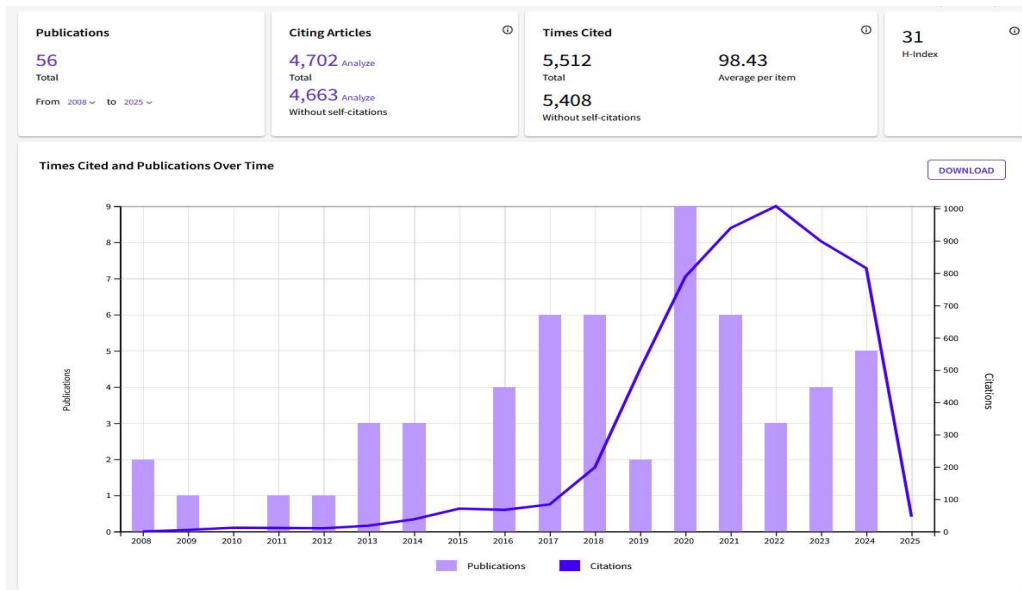 Publications
56
Total
From 2008 to 2025
Citing Articles
4,702 Analyze
Total
4,663 Analyze
Without self-citations
Times Cited
5,512
Total
98.43
Average per item
5,408
Without self-citations
31
H-Index
Times Cited and Publications Over Time
DOWNLOAD
9
8
7
6
5
4
3
2
1
0
Publications
1000
900
800
700
600
500
400
300
200
100
0
Citations
2008 2009 2010 2011 2012 2013 2014 2015 2016 2017 2018 2019 2020 2021 2022 2023 2024 2025
Publications Citations